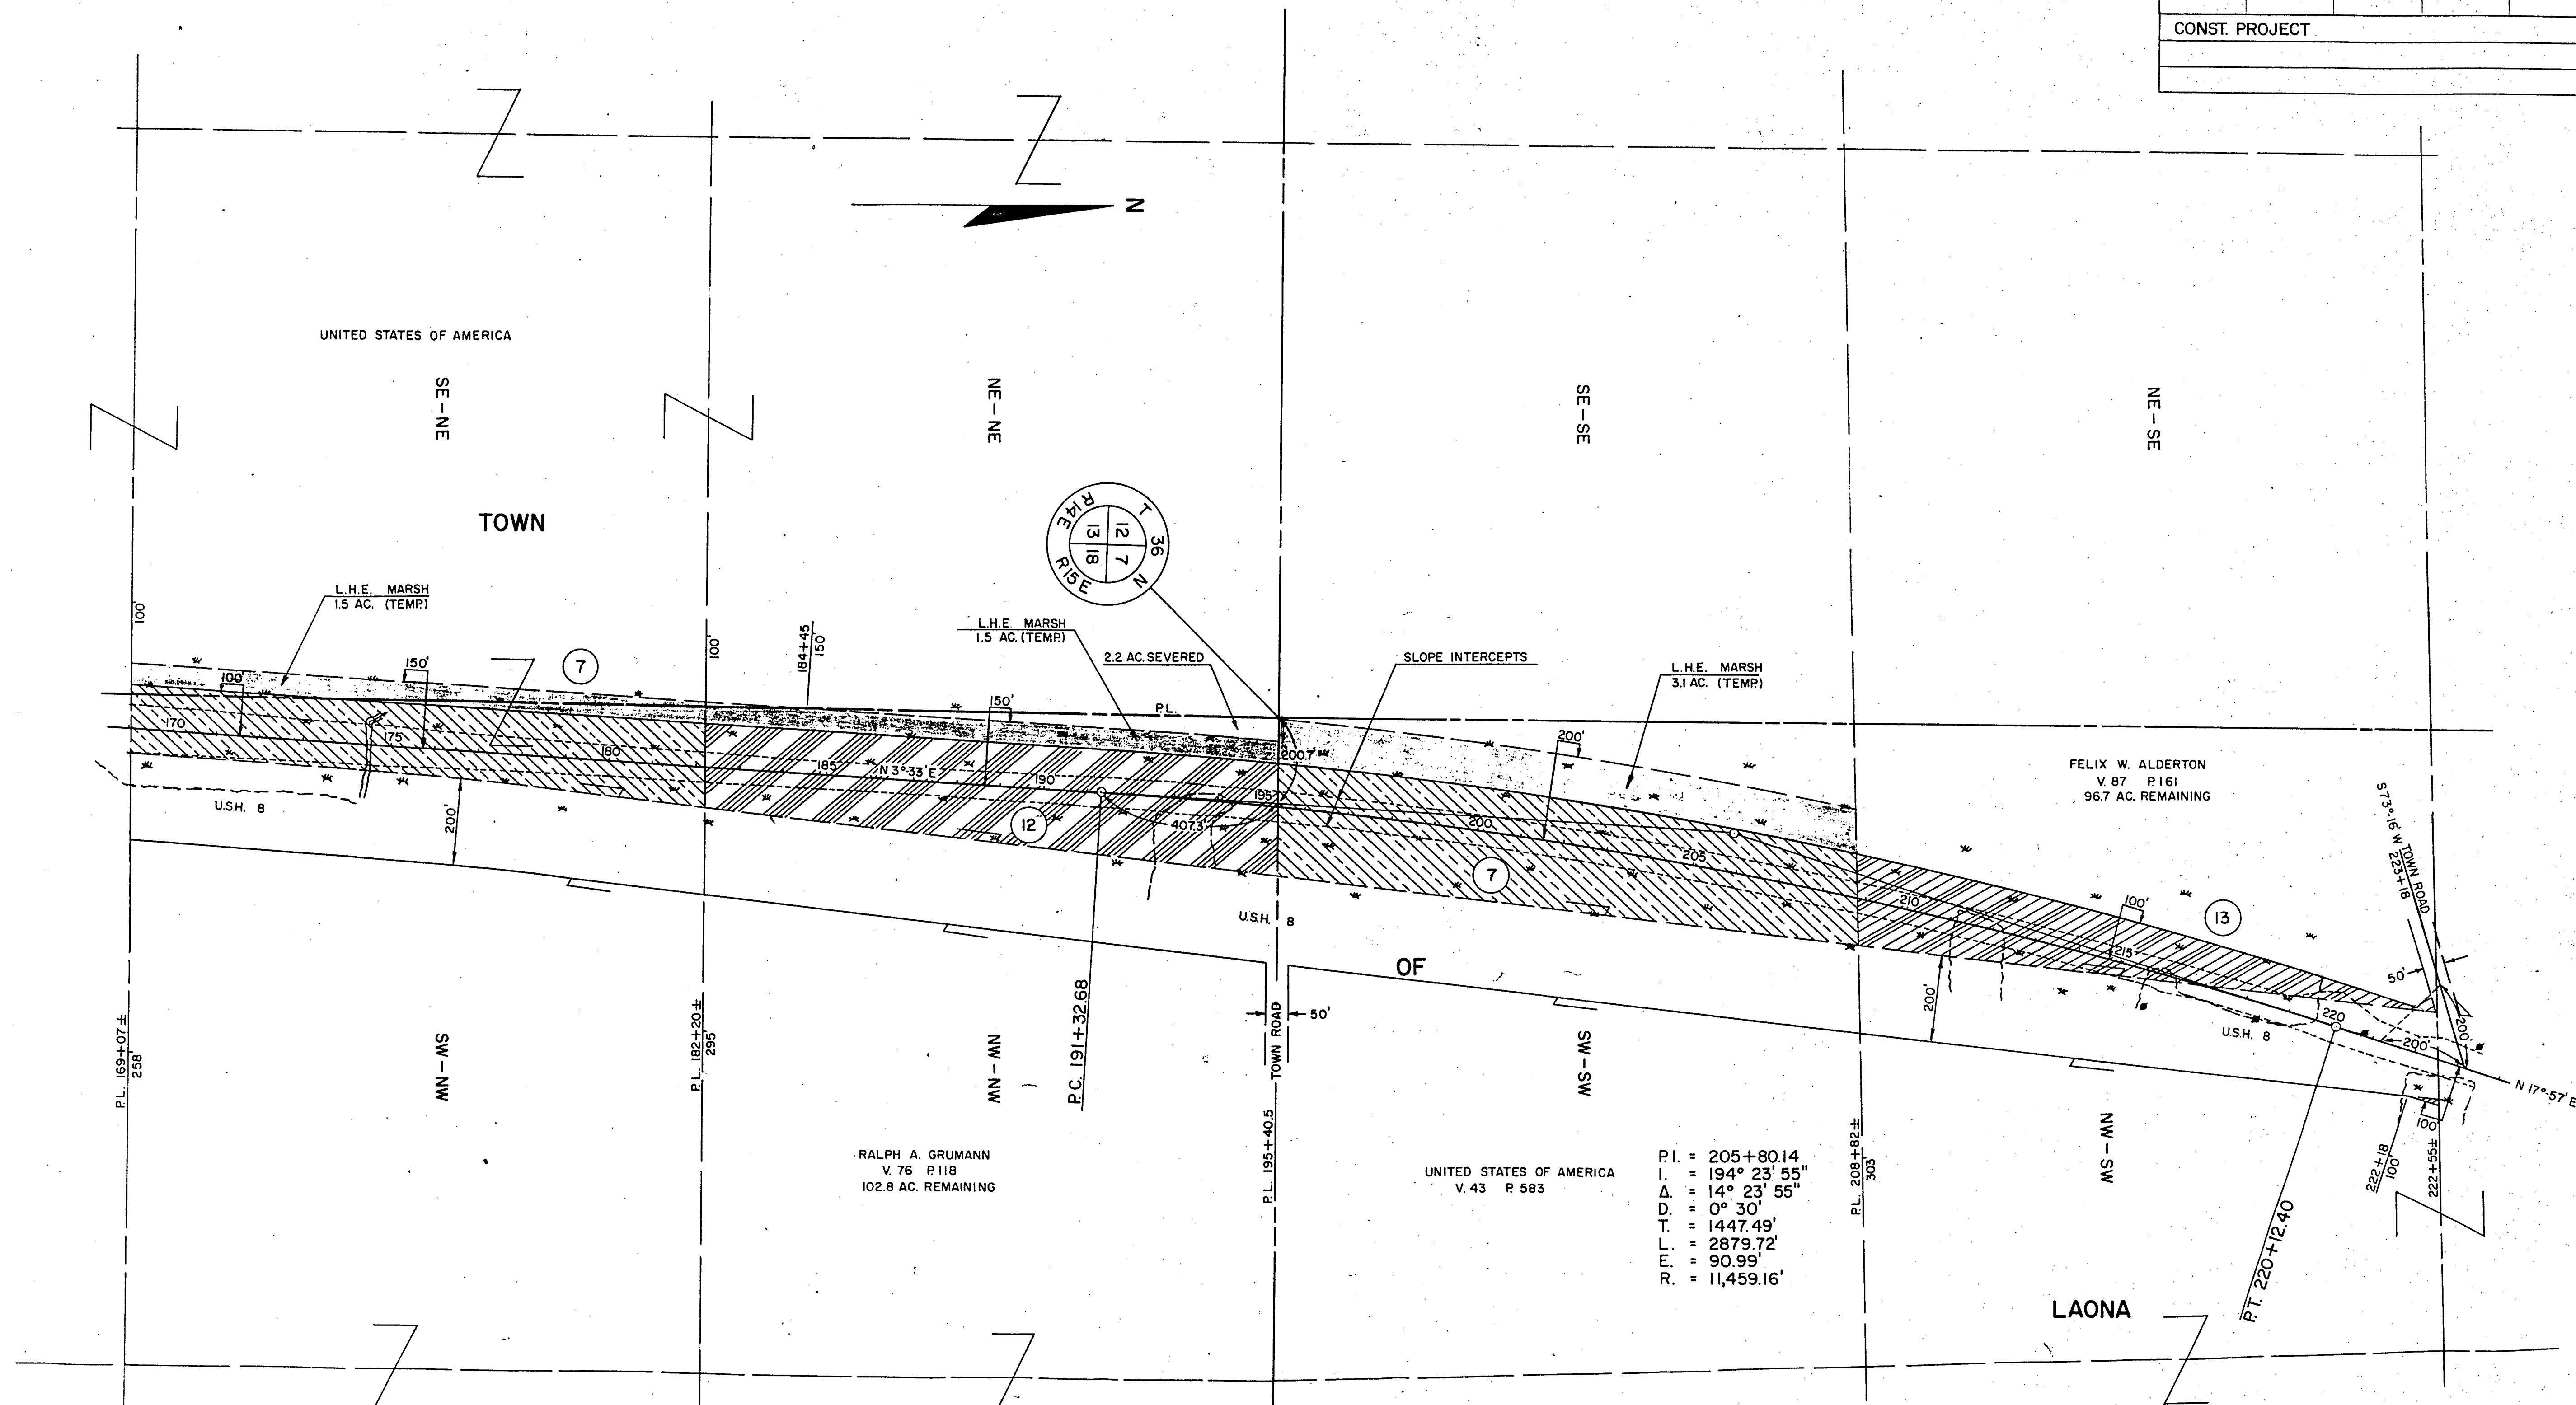 CONST. PROJECT
N
UNITED STATES OF AMERICA
SE-NE
NE-NE
SE-SE
NE-SE
TOWN
T 36 N
R14E
R15E
12 7
13 18
L.H.E. MARSH
1.5 AC. (TEMP.)
100'
100'
184+45
150'
L.H.E. MARSH
1.5 AC. (TEMP.)
2.2 AC. SEVERED
SLOPE INTERCEPTS
L.H.E. MARSH
3.1 AC. (TEMP.)
7
150'
100'
150'
P.L.
200'
200.7'
170
175
180
185
N 3°-33' E
190
195
200
205
210
215
220
407.3'
12
7
13
100'
FELIX W. ALDERTON
V. 87 P. 161
96.7 AC. REMAINING
S 73°-16' W
TOWN ROAD
223+18
50'
U.S.H. 8
200'
U.S.H. 8
OF
200'
U.S.H. 8
200'
200'
N 17°-57' E
100'
222+18
100'
222+55±
P.L. 169+07±
258'
SW-NW
P.L. 182+20±
295'
NW-NW
P.C. 191+32.68
TOWN ROAD
50'
P.L. 195+40.5
SW-SW
P.L. 208+82±
303'
NW-SW
P.T. 220+12.40
RALPH A. GRUMANN
V. 76 P. 118
102.8 AC. REMAINING
UNITED STATES OF AMERICA
V. 43 P. 583
P.I. = 205+80.14
I. = 194° 23' 55"
Δ. = 14° 23' 55"
D. = 0° 30'
T. = 1447.49'
L. = 2879.72'
E. = 90.99'
R. = 11,459.16'
LAONA